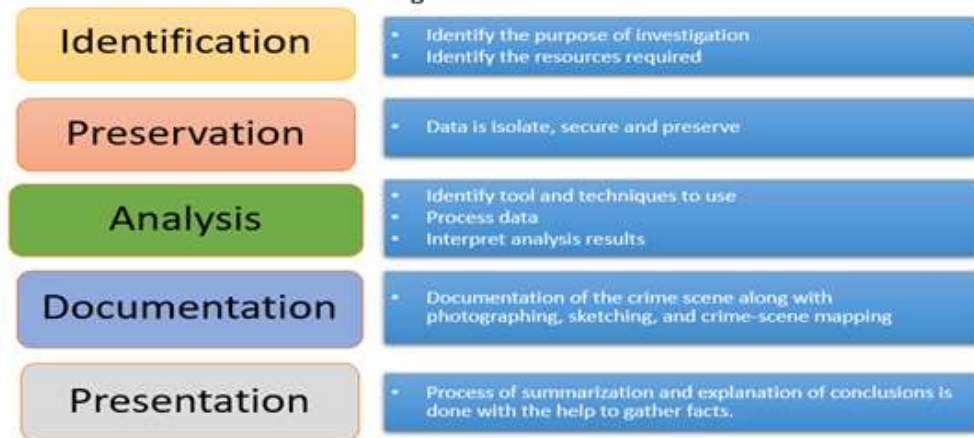 Identification
• Identify the purpose of investigation
• Identify the resources required
Preservation
• Data is isolate, secure and preserve
Analysis
• Identify tool and techniques to use
• Process data
• Interpret analysis results
Documentation
• Documentation of the crime scene along with
photographing, sketching, and crime-scene mapping
Presentation
• Process of summarization and explanation of conclusions is
done with the help to gather facts.